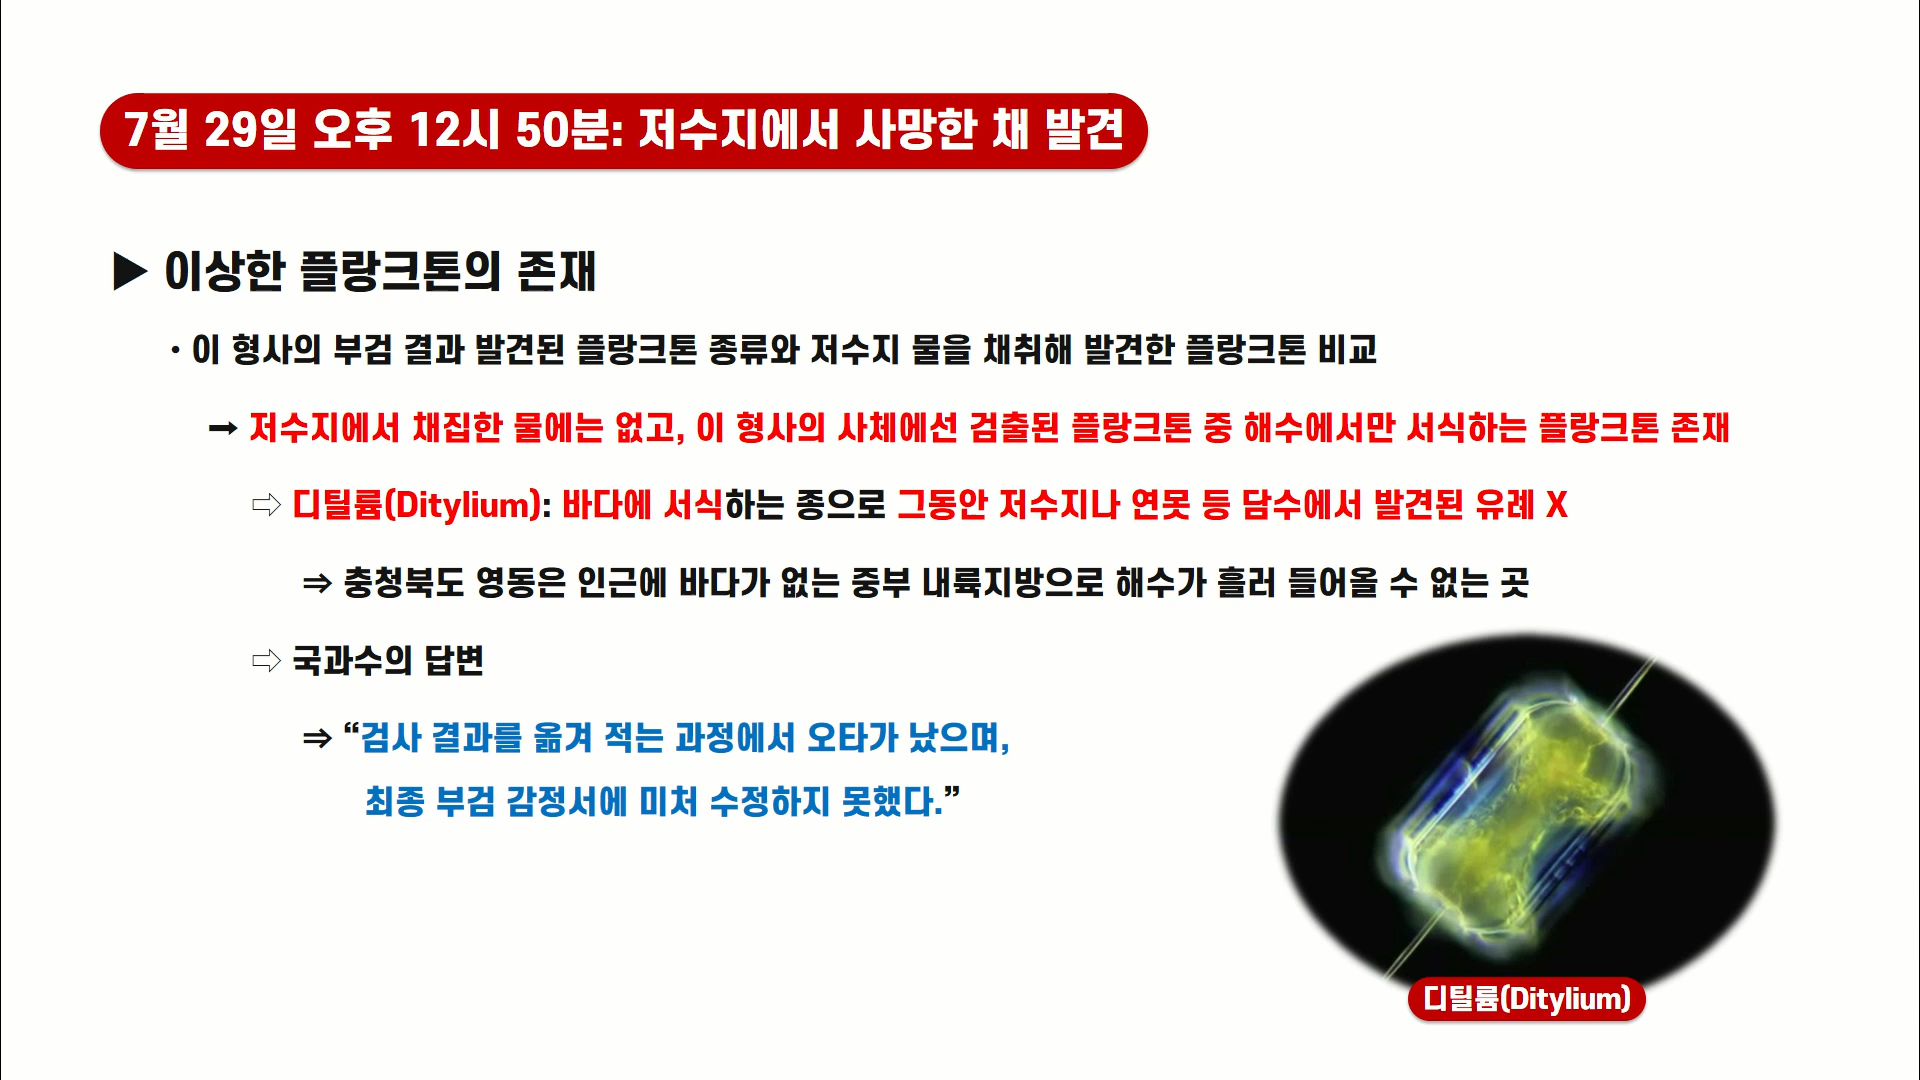 7월 29일 오후 12시 50분: 저수지에서 사망한 채 발견
▶ 이상한 플랑크톤의 존재
· 이 형사의 부검 결과 발견된 플랑크톤 종류와 저수지 물을 채취해 발견한 플랑크톤 비교
→ 저수지에서 채집한 물에는 없고, 이 형사의 사체에선 검출된 플랑크톤 중 해수에서만 서식하는 플랑크톤 존재
⇨ 디틸륨(Ditylium): 바다에 서식하는 종으로 그동안 저수지나 연못 등 담수에서 발견된 유례 X
⇒ 충청북도 영동은 인근에 바다가 없는 중부 내륙지방으로 해수가 흘러 들어올 수 없는 곳
⇨ 국과수의 답변
⇒ “검사 결과를 옮겨 적는 과정에서 오타가 났으며,
최종 부검 감정서에 미처 수정하지 못했다.”
디틸륨(Ditylium)